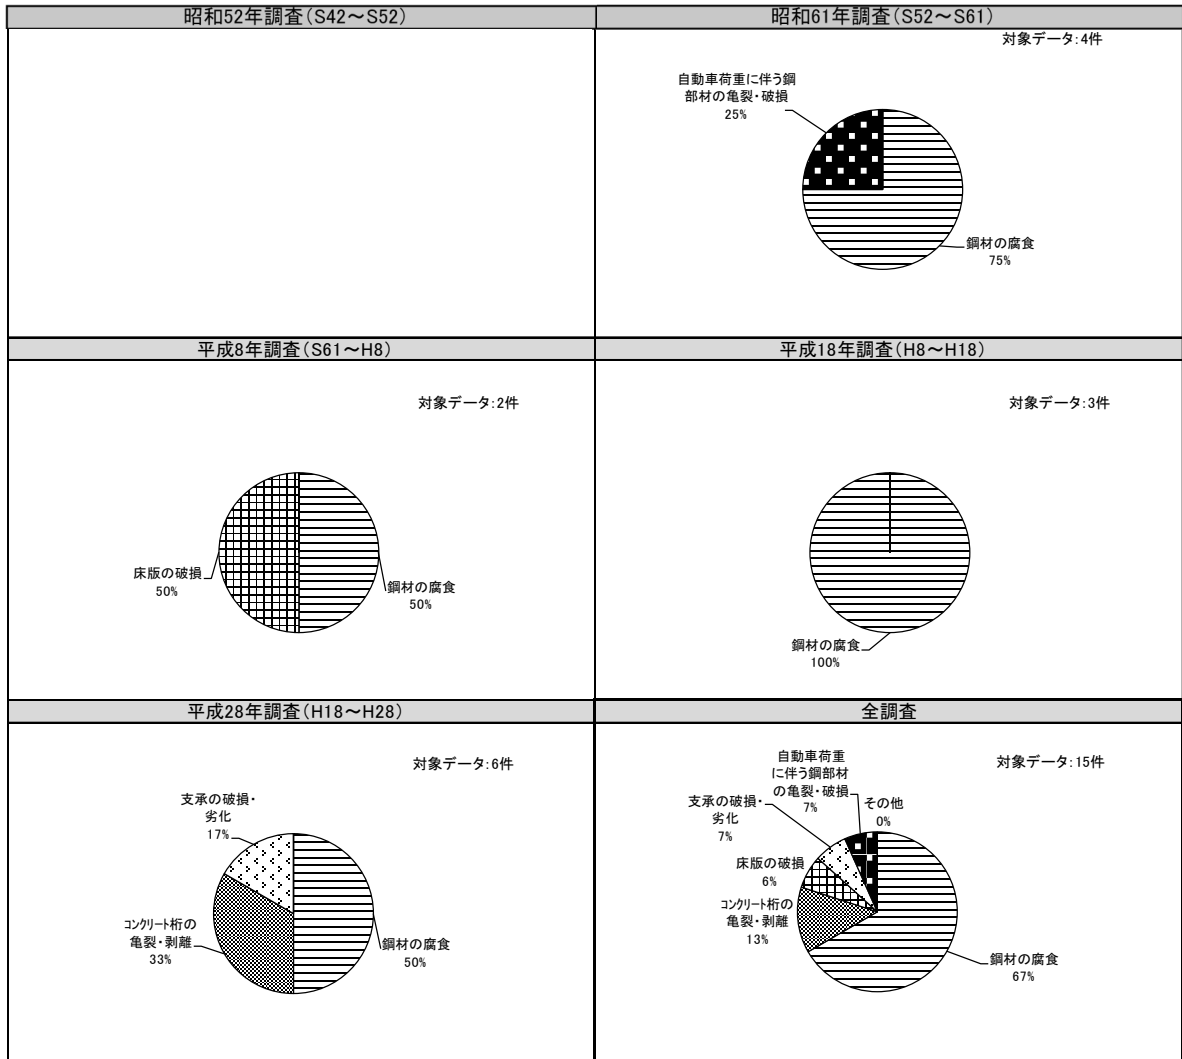 昭和52年調査(S42～S52)
昭和61年調査(S52～S61)
対象データ:4件
自動車荷重に伴う鋼
部材の亀裂・破損
25%
鋼材の腐食
75%
平成8年調査(S61～H8)
平成18年調査(H8～H18)
対象データ:2件
床版の破損
50%
鋼材の腐食
50%
対象データ:3件
鋼材の腐食
100%
平成28年調査(H18～H28)
全調査
対象データ:6件
支承の破損・
劣化
17%
コンクリート桁の
亀裂・剥離
33%
鋼材の腐食
50%
対象データ:15件
自動車荷重
に伴う鋼部材
の亀裂・破損
7%
その他
0%
支承の破損・
劣化
7%
床版の破損
6%
コンクリート桁の
亀裂・剥離
13%
鋼材の腐食
67%